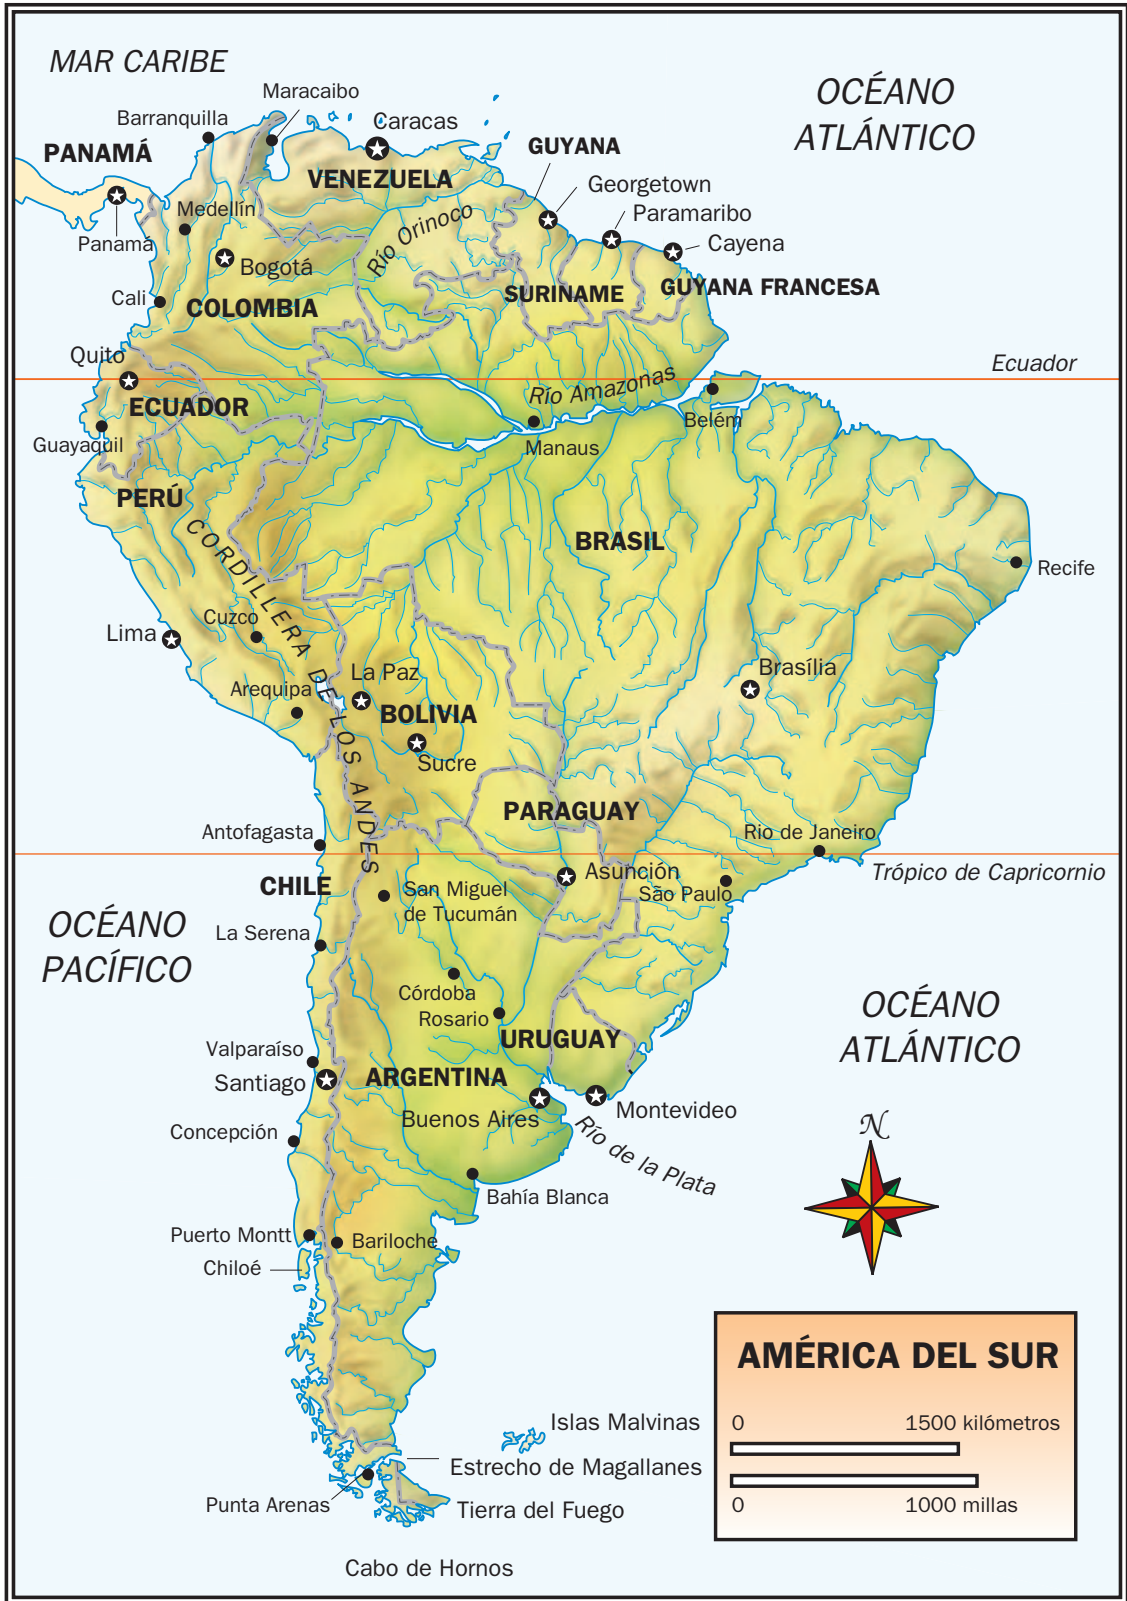 MAR CARIBE
OCÉANO
ATLÁNTICO
Maracaibo
Barranquilla
Caracas
PANAMÁ
GUYANA
VENEZUELA
Georgetown
Medellín
Río Orinoco
Paramaribo
Panamá
Cayena
Bogotá
SURINAME
GUYANA FRANCESA
Cali
COLOMBIA
Quito
Ecuador
Río Amazonas
ECUADOR
Belém
Guayaquil
Manaus
PERÚ
CORDILLERA DE LOS ANDES
BRASIL
Recife
Cuzco
Lima
Brasília
La Paz
Arequipa
BOLIVIA
Sucre
PARAGUAY
Antofagasta
Rio de Janeiro
Asunción
Trópico de Capricornio
CHILE
San Miguel
de Tucumán
São Paulo
OCÉANO
PACÍFICO
La Serena
Córdoba
Rosario
OCÉANO
ATLÁNTICO
URUGUAY
Valparaíso
Santiago
ARGENTINA
Buenos Aires
Montevideo
N
Concepción
Río de la Plata
Bahía Blanca
Puerto Montt
Bariloche
Chiloé
AMÉRICA DEL SUR
0 1500 kilómetros
0 1000 millas
Islas Malvinas
Estrecho de Magallanes
Punta Arenas
Tierra del Fuego
Cabo de Hornos